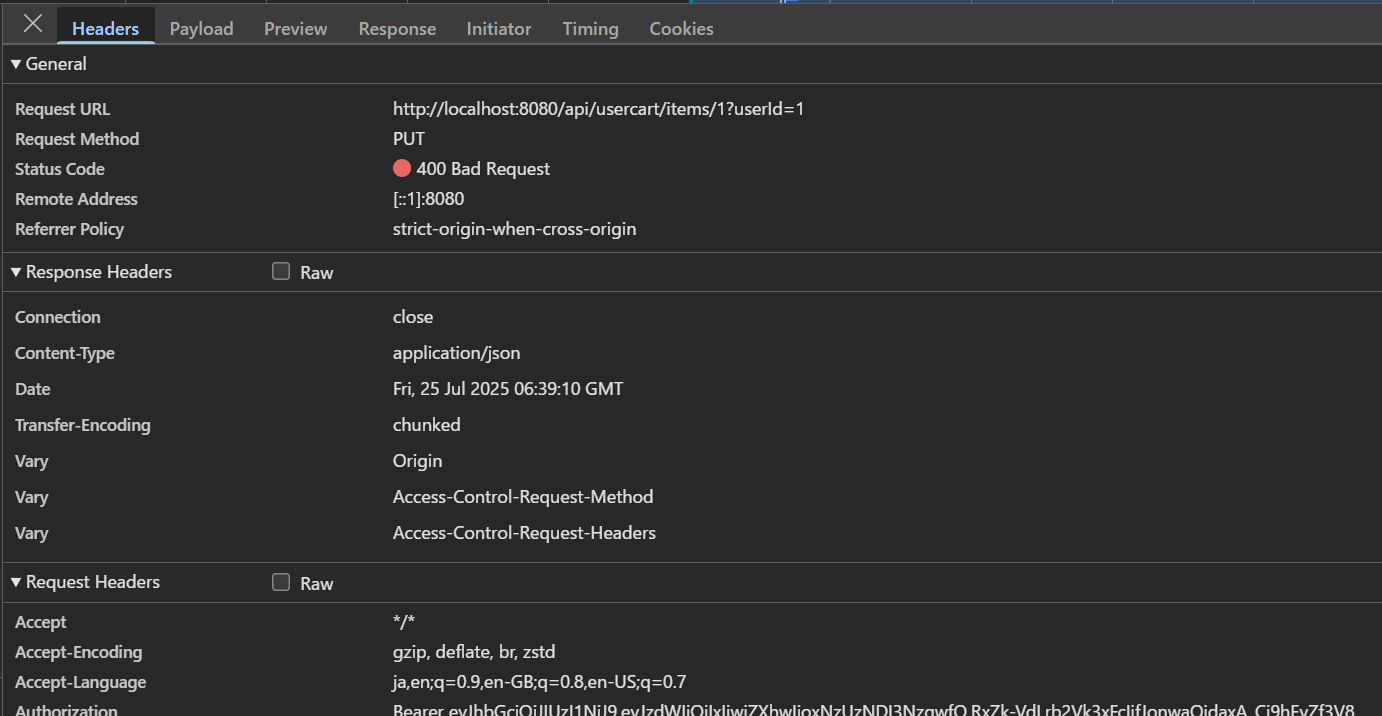 Headers Payload Preview Response Initiator Timing Cookies
General
Request URL http://localhost:8080/api/usercart/items/1?userId=1
Request Method PUT
Status Code 400 Bad Request
Remote Address [::1]:8080
Referrer Policy strict-origin-when-cross-origin
Response Headers Raw
Connection close
Content-Type application/json
Date Fri, 25 Jul 2025 06:39:10 GMT
Transfer-Encoding chunked
Vary Origin
Vary Access-Control-Request-Method
Vary Access-Control-Request-Headers
Request Headers Raw
Accept */*
Accept-Encoding gzip, deflate, br, zstd
Accept-Language ja,en;q=0.9,en-GB;q=0.8,en-US;q=0.7
Authorization Bearer